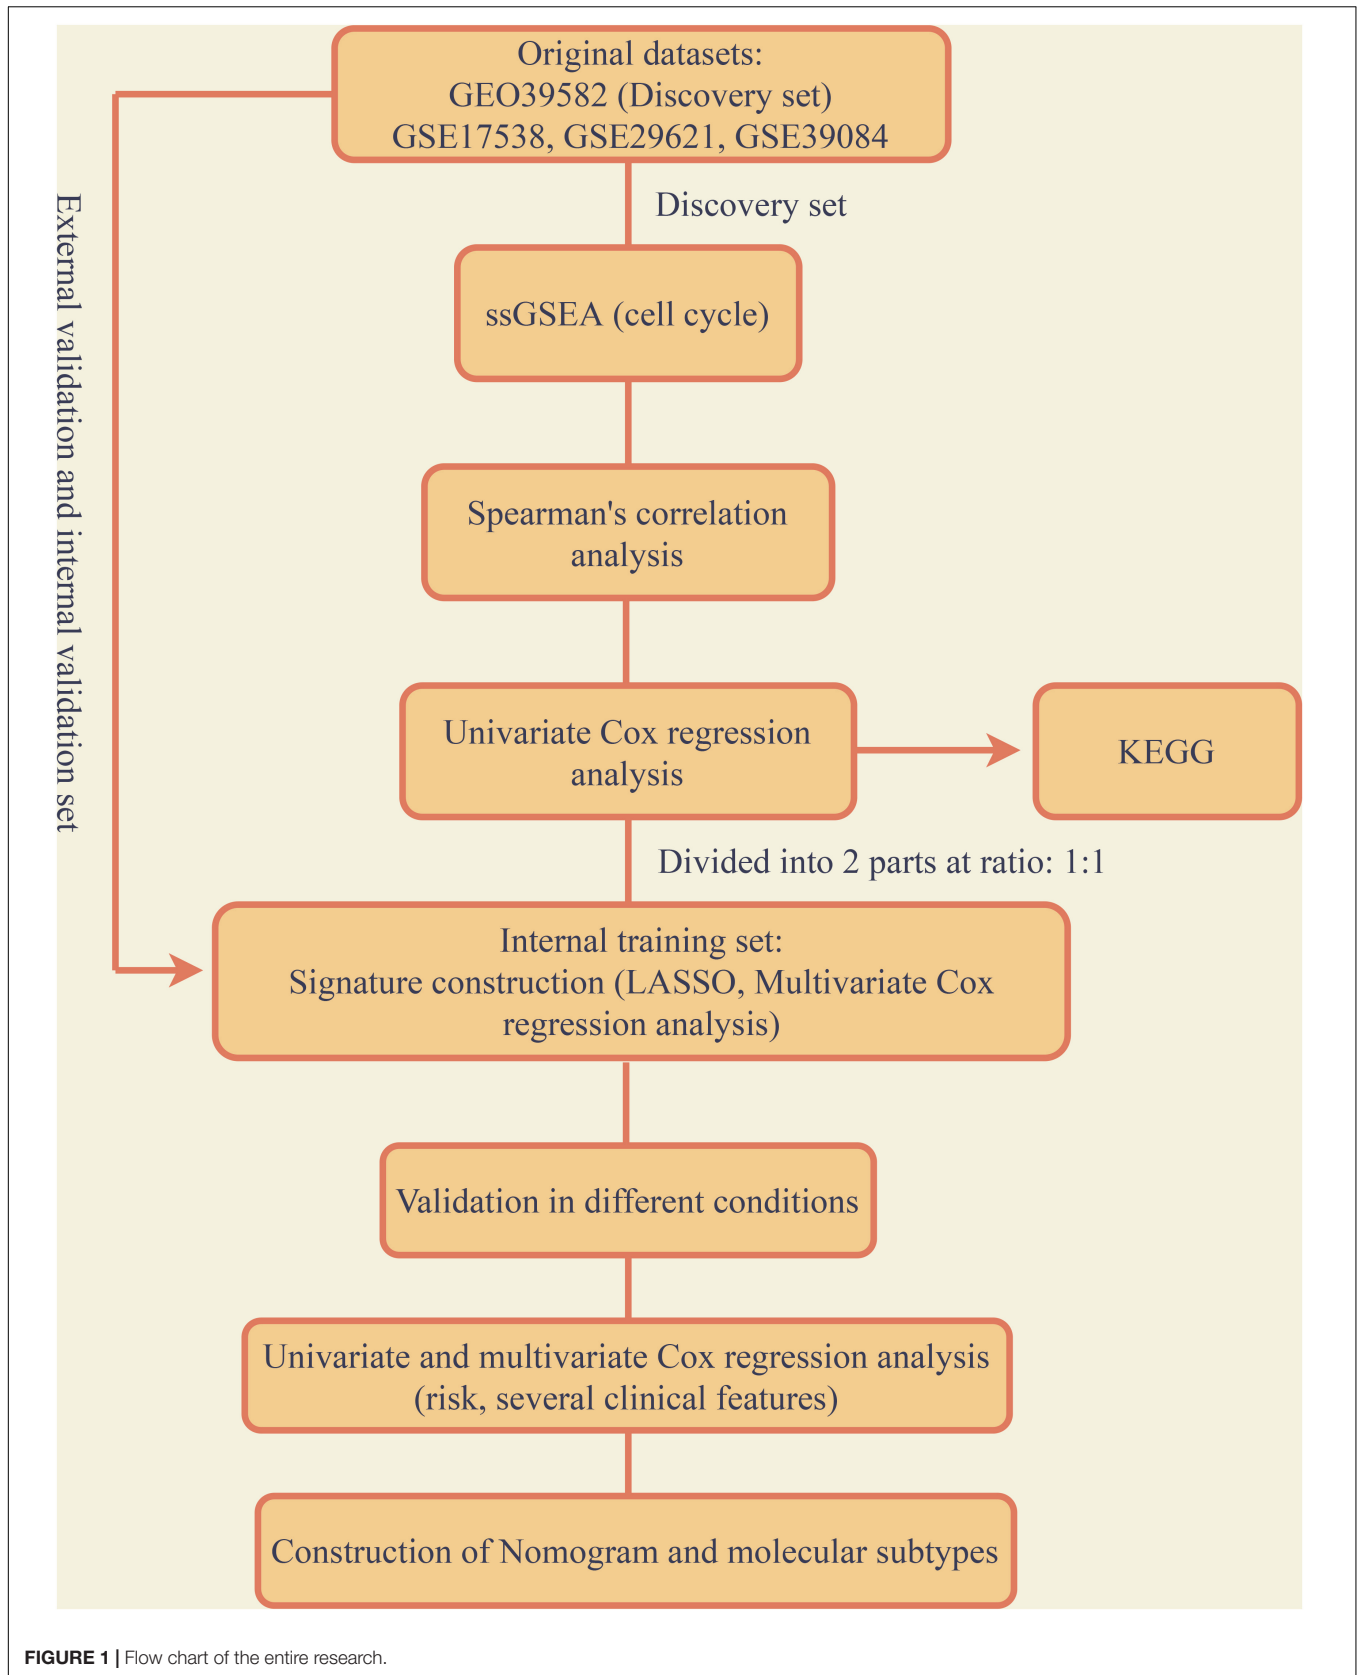 Original datasets:
GEO39582 (Discovery set)
GSE17538, GSE29621, GSE39084
Discovery set
External validation and internal validation set
ssGSEA (cell cycle)
Spearman's correlation
analysis
Univariate Cox regression
analysis
KEGG
Divided into 2 parts at ratio: 1:1
Internal training set:
Signature construction (LASSO, Multivariate Cox
regression analysis)
Validation in different conditions
Univariate and multivariate Cox regression analysis
(risk, several clinical features)
Construction of Nomogram and molecular subtypes
FIGURE 1 | Flow chart of the entire research.